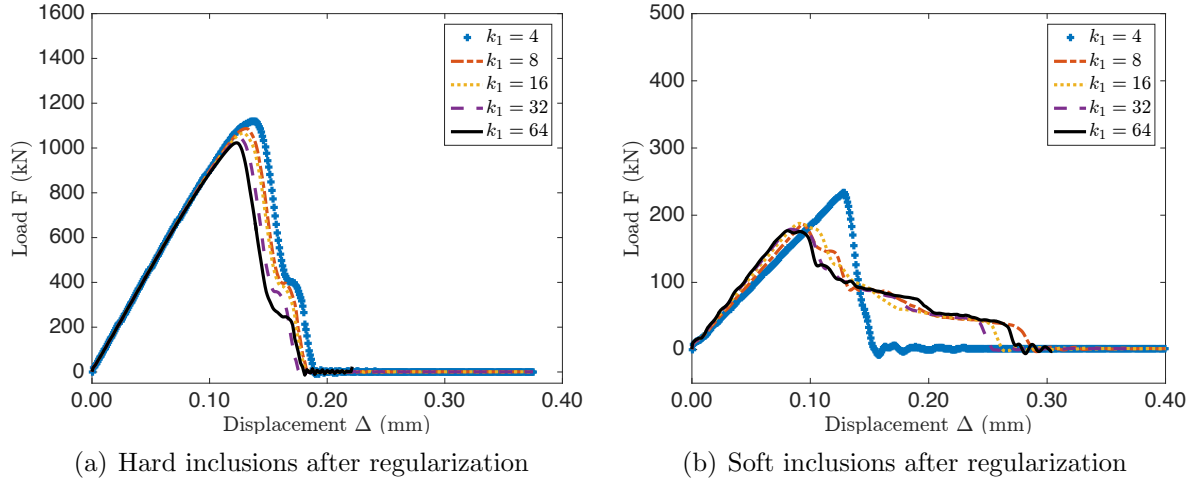 1600
1400
1200
1000
800
600
400
200
0
Load F (kN)
0.00 0.10 0.20 0.30 0.40
Displacement Δ (mm)
k₁ = 4
k₁ = 8
k₁ = 16
k₁ = 32
k₁ = 64
(a) Hard inclusions after regularization
500
400
300
200
100
0
Load F (kN)
0.00 0.10 0.20 0.30 0.40
Displacement Δ (mm)
k₁ = 4
k₁ = 8
k₁ = 16
k₁ = 32
k₁ = 64
(b) Soft inclusions after regularization